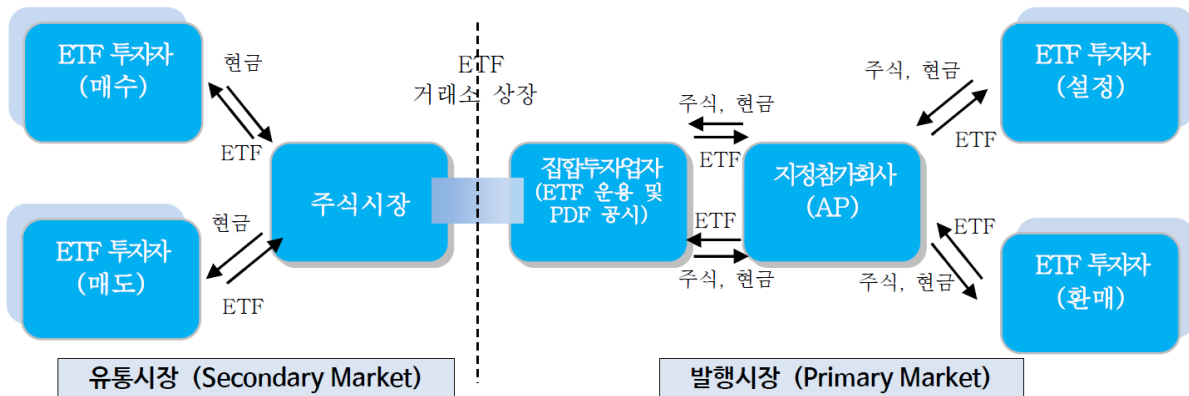 ETF 투자자
(매수)
현금
ETF
ETF
거래소 상장
주식시장
ETF 투자자
(매도)
현금
ETF
유통시장 (Secondary Market)
집합투자업자
(ETF 운용 및
PDF 공시)
주식, 현금
ETF
ETF
주식, 현금
지정참가회사
(AP)
주식, 현금
ETF
ETF 투자자
(설정)
ETF
주식, 현금
ETF 투자자
(환매)
발행시장 (Primary Market)